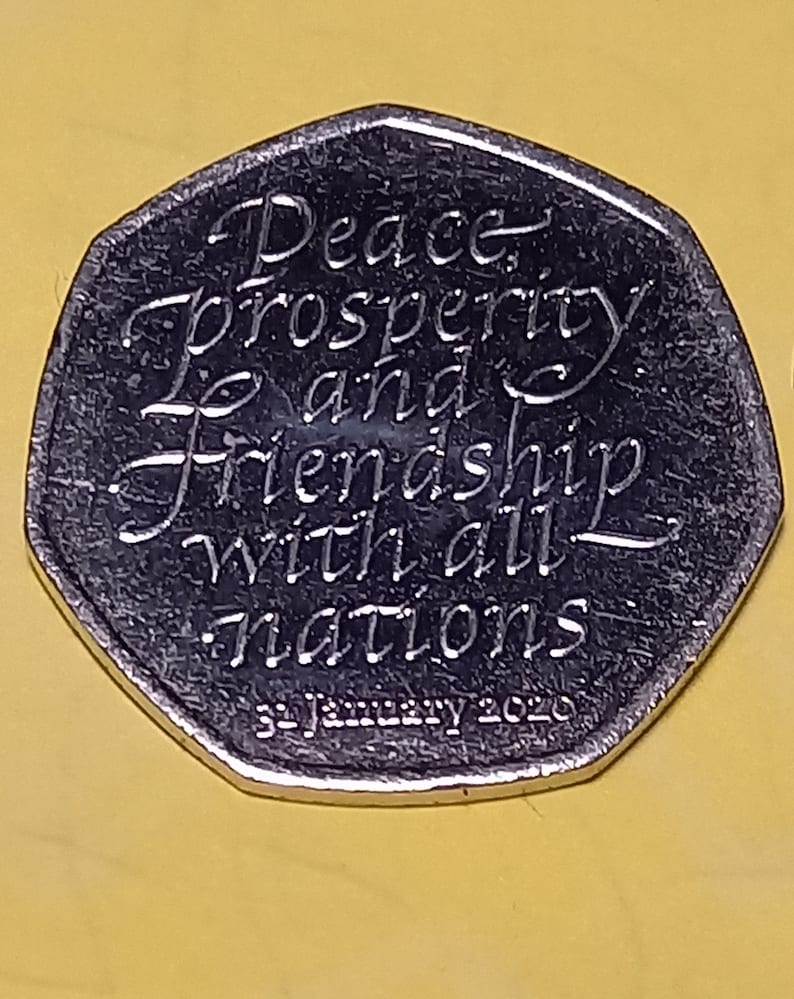 Peace,
prosperity
and
friendship
with all
nations
31 January 2020